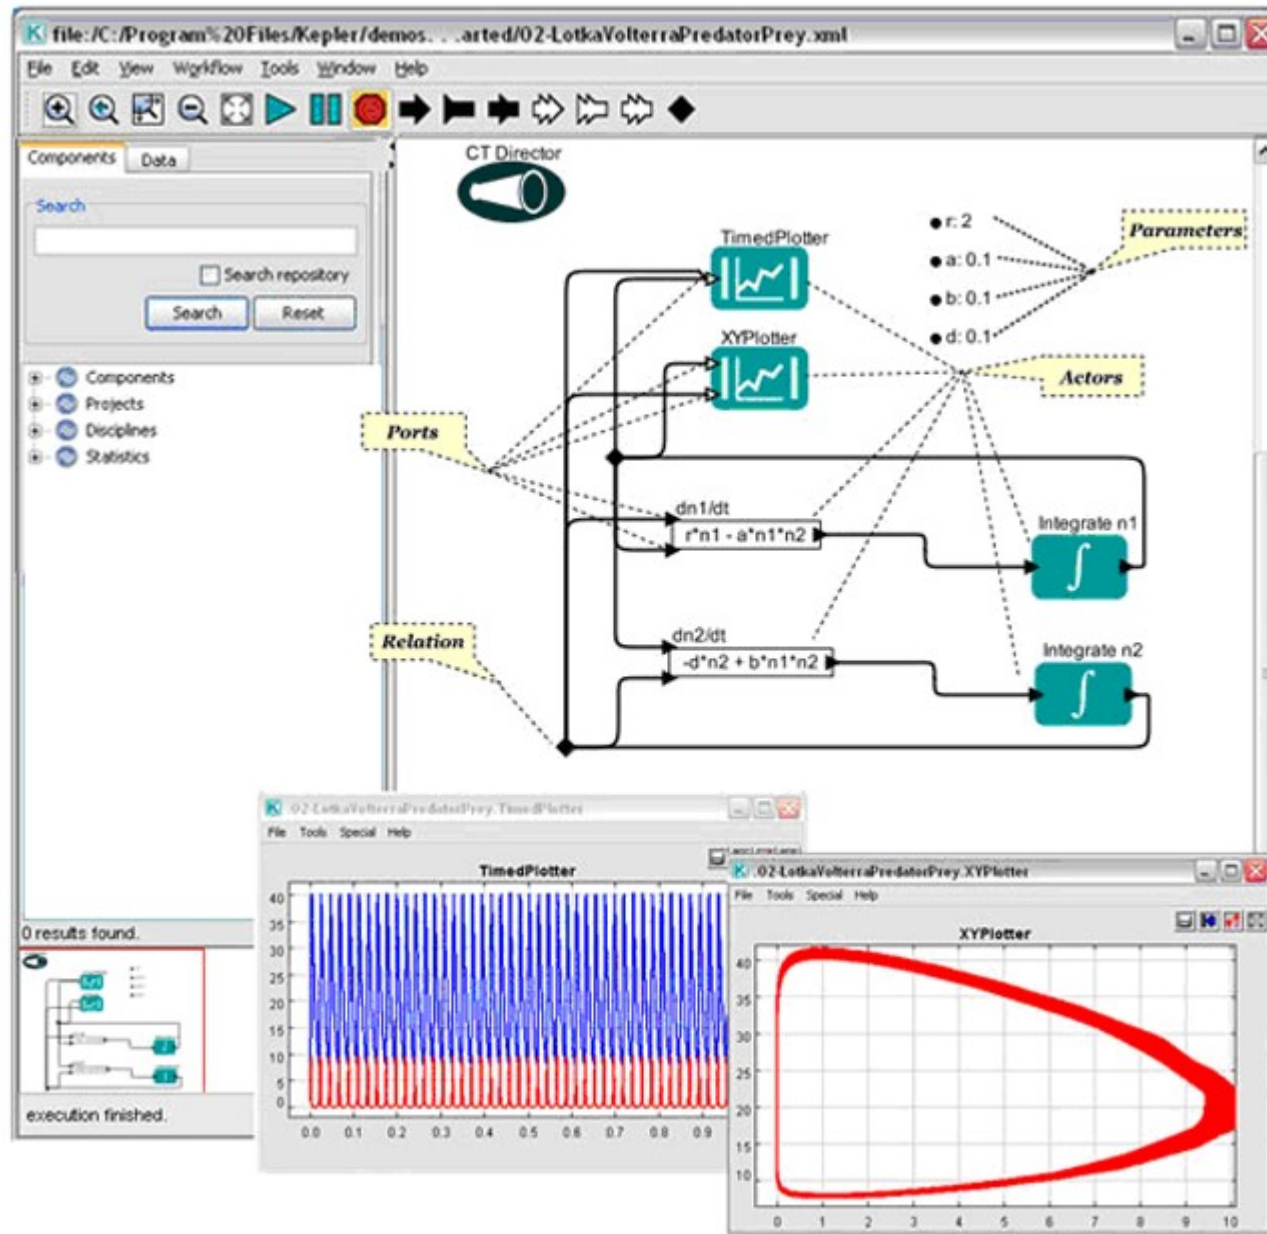 file:/C:/Program%20Files/Kepler/demos. . .arted/02-LotkaVolterraPredatorPrey.xml
File Edit View Workflow Tools Window Help
Components Data
Search
Search repository
Search Reset
Components
Projects
Disciplines
Statistics
0 results found.
execution finished.
CT Director
TimedPlotter
XYPlotter
r: 2
a: 0.1
b: 0.1
d: 0.1
Parameters
Actors
Ports
Relation
dn1/dt
r*n1 - a*n1*n2
Integrate n1
∫
dn2/dt
-d*n2 + b*n1*n2
Integrate n2
∫
.02-LotkaVolterraPredatorPrey.TimedPlotter
File Tools Special Help
TimedPlotter
40
35
30
25
20
15
10
5
0
0.0 0.1 0.2 0.3 0.4 0.5 0.6 0.7 0.8 0.9
.02-LotkaVolterraPredatorPrey.XYPlotter
File Tools Special Help
XYPlotter
40
35
30
25
20
15
10
0 1 2 3 4 5 6 7 8 9 10